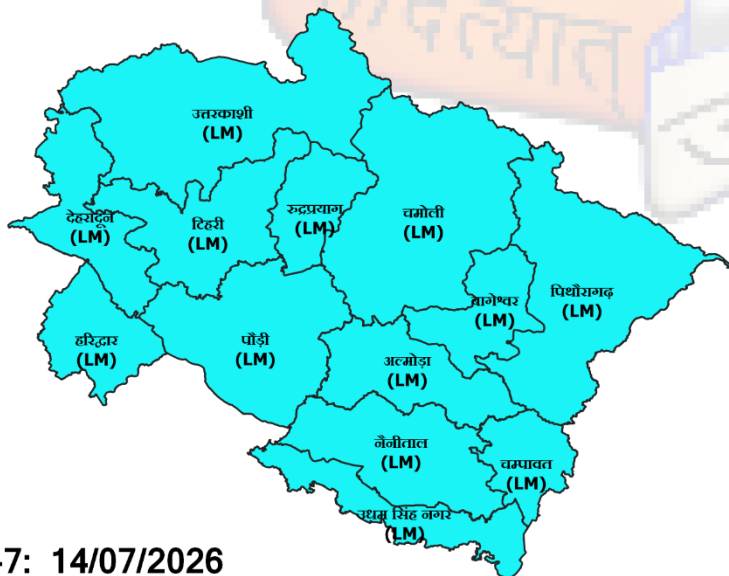 दित्यात
उत्तरकाशी
(LM)
देहरादून
(LM)
टिहरी
(LM)
रुद्रप्रयाग
(LM)
चमोली
(LM)
बागेश्वर
(LM)
पिथौरागढ़
(LM)
हरिद्वार
(LM)
पौड़ी
(LM)
अल्मोड़ा
(LM)
नैनीताल
(LM)
चम्पावत
(LM)
उधम सिंह नगर
(LM)
7: 14/07/2026